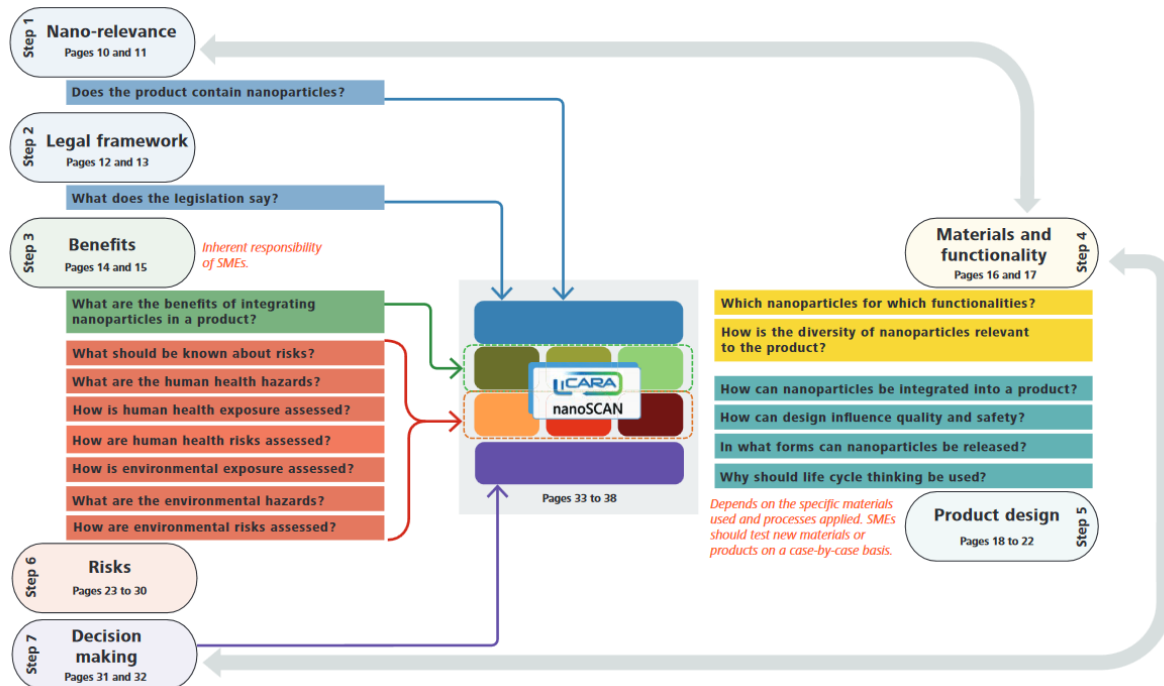 Step 1
Nano-relevance
Pages 10 and 11
Does the product contain nanoparticles?
Step 2
Legal framework
Pages 12 and 13
What does the legislation say?
Step 3
Benefits
Pages 14 and 15
Inherent responsibility
of SMEs.
What are the benefits of integrating
nanoparticles in a product?
What should be known about risks?
What are the human health hazards?
How is human health exposure assessed?
How are human health risks assessed?
How is environmental exposure assessed?
What are the environmental hazards?
How are environmental risks assessed?
Step 6
Risks
Pages 23 to 30
Step 7
Decision
making
Pages 31 and 32
LICARA
nanoSCAN
Pages 33 to 38
Materials and
functionality
Pages 16 and 17
Step 4
Which nanoparticles for which functionalities?
How is the diversity of nanoparticles relevant
to the product?
How can nanoparticles be integrated into a product?
How can design influence quality and safety?
In what forms can nanoparticles be released?
Why should life cycle thinking be used?
Depends on the specific materials
used and processes applied. SMEs
should test new materials or
products on a case-by-case basis.
Product design
Pages 18 to 22
Step 5